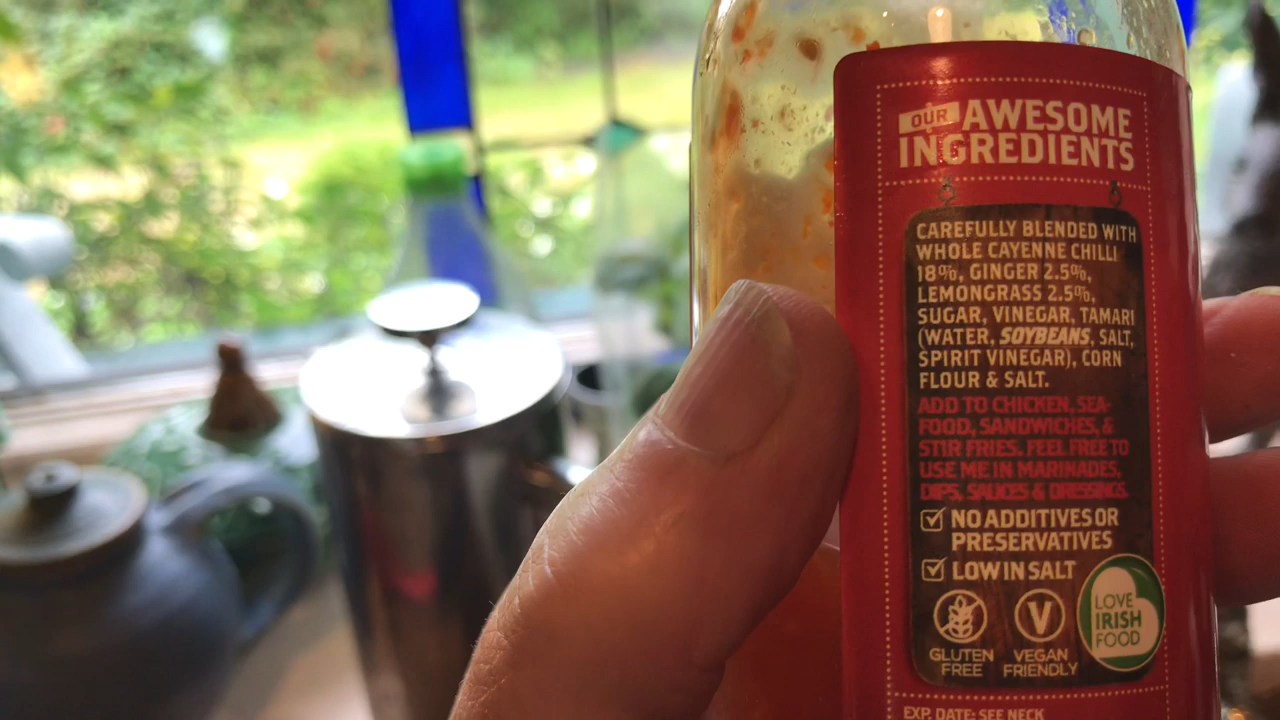 OUR AWESOME
INGREDIENTS
CAREFULLY BLENDED WITH
WHOLE CAYENNE CHILLI
18%, GINGER 2.5%,
LEMONGRASS 2.5%,
SUGAR, VINEGAR, TAMARI
(WATER, SOYBEANS, SALT,
SPIRIT VINEGAR), CORN
FLOUR & SALT.
ADD TO CHICKEN, SEA-
FOOD, SANDWICHES, &
STIR FRIES. FEEL FREE TO
USE ME IN MARINADES,
DIPS, SAUCES & DRESSINGS.
NO ADDITIVES OR
PRESERVATIVES
LOW IN SALT
V
GLUTEN
FREE
VEGAN
FRIENDLY
LOVE
IRISH
FOOD
EXP. DATE: SEE NECK